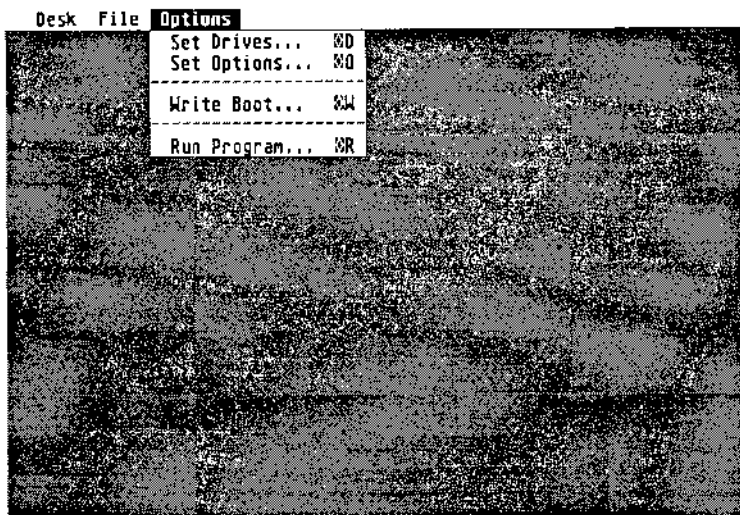 Desk File Options
Set Drives... ⌘D
Set Options... ⌘O
Write Boot... ⌘W
Run Program... ⌘R